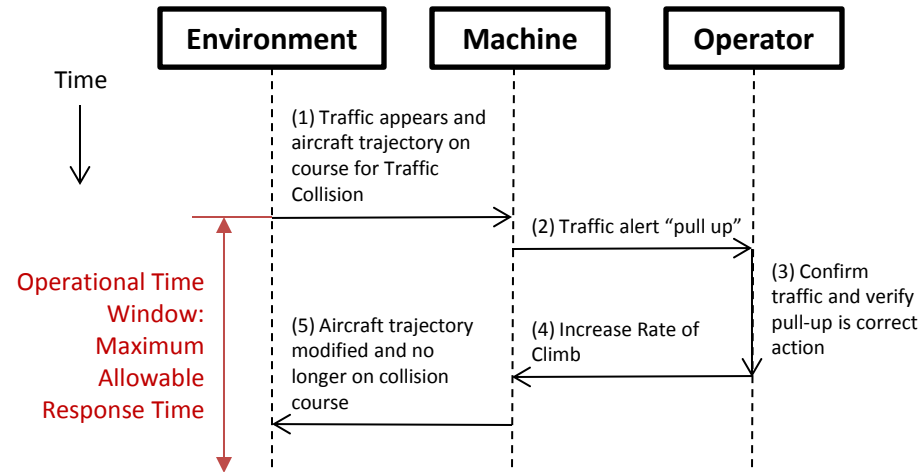 Environment
Machine
Operator
Time
(1) Traffic appears and
aircraft trajectory on
course for Traffic
Collision
(2) Traffic alert “pull up”
(3) Confirm
traffic and verify
pull-up is correct
action
(4) Increase Rate of
Climb
(5) Aircraft trajectory
modified and no
longer on collision
course
Operational Time
Window:
Maximum
Allowable
Response Time